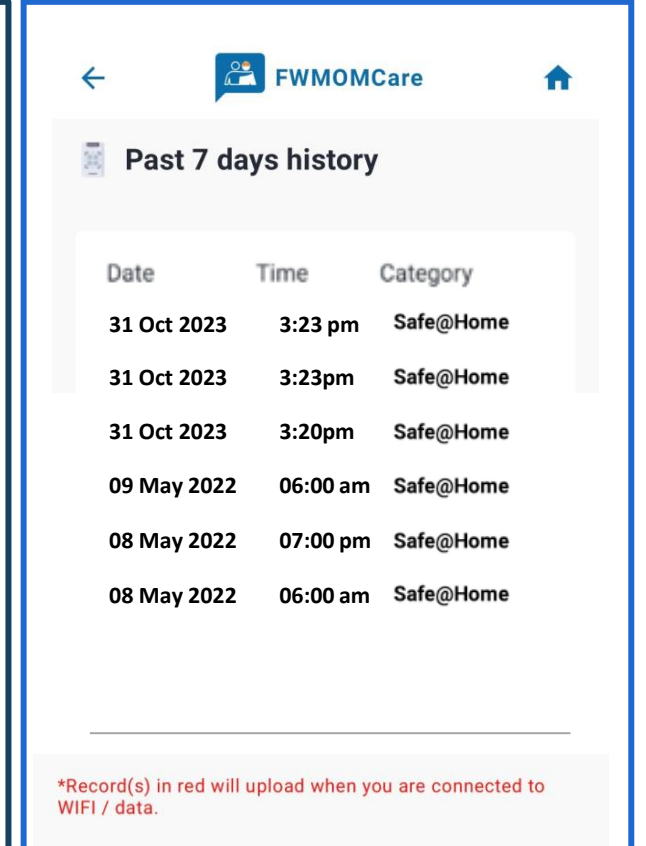 FWMOMCare
Past 7 days history
Date Time Category
31 Oct 2023 3:23 pm Safe@Home
31 Oct 2023 3:23pm Safe@Home
31 Oct 2023 3:20pm Safe@Home
09 May 2022 06:00 am Safe@Home
08 May 2022 07:00 pm Safe@Home
08 May 2022 06:00 am Safe@Home
*Record(s) in red will upload when you are connected to
WIFI / data.